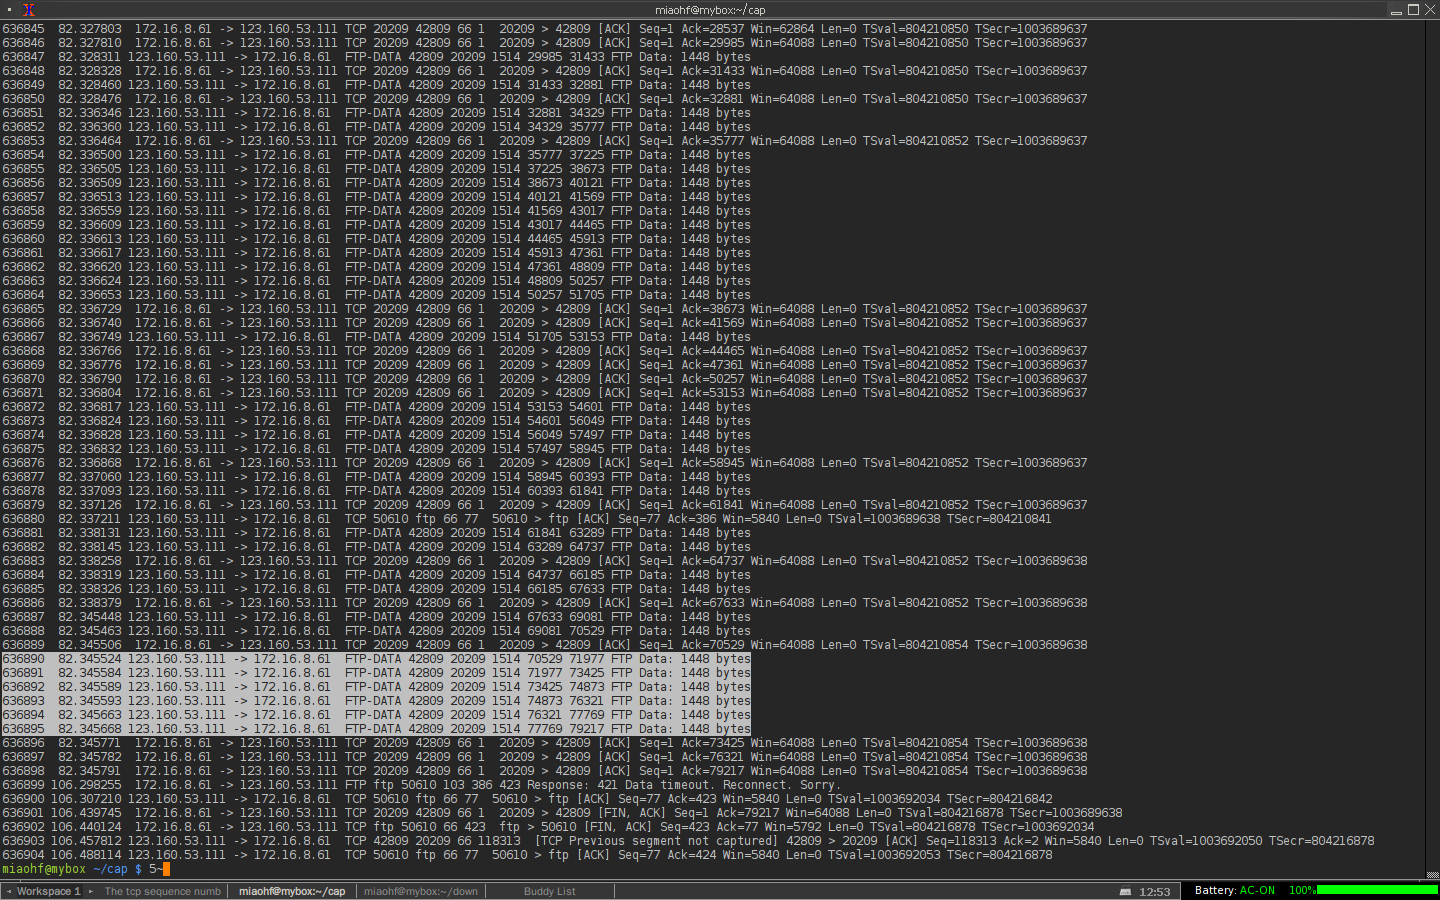 miaohf@mybox:~/cap
636845 82.327803 172.16.8.61 -> 123.160.53.111 TCP 20209 42809 66 1 20209 > 42809 [ACK] Seq=1 Ack=28537 Win=62864 Len=0 TSval=804210850 TSecr=1003689637
636846 82.327810 172.16.8.61 -> 123.160.53.111 TCP 20209 42809 66 1 20209 > 42809 [ACK] Seq=1 Ack=29985 Win=64088 Len=0 TSval=804210850 TSecr=1003689637
636847 82.328311 123.160.53.111 -> 172.16.8.61 FTP-DATA 42809 20209 1514 29985 31433 FTP Data: 1448 bytes
636848 82.328328 172.16.8.61 -> 123.160.53.111 TCP 20209 42809 66 1 20209 > 42809 [ACK] Seq=1 Ack=31433 Win=64088 Len=0 TSval=804210850 TSecr=1003689637
636849 82.328460 123.160.53.111 -> 172.16.8.61 FTP-DATA 42809 20209 1514 31433 32881 FTP Data: 1448 bytes
636850 82.328476 172.16.8.61 -> 123.160.53.111 TCP 20209 42809 66 1 20209 > 42809 [ACK] Seq=1 Ack=32881 Win=64088 Len=0 TSval=804210850 TSecr=1003689637
636851 82.336346 123.160.53.111 -> 172.16.8.61 FTP-DATA 42809 20209 1514 32881 34329 FTP Data: 1448 bytes
636852 82.336360 123.160.53.111 -> 172.16.8.61 FTP-DATA 42809 20209 1514 34329 35777 FTP Data: 1448 bytes
636853 82.336464 172.16.8.61 -> 123.160.53.111 TCP 20209 42809 66 1 20209 > 42809 [ACK] Seq=1 Ack=35777 Win=64088 Len=0 TSval=804210852 TSecr=1003689637
636854 82.336500 123.160.53.111 -> 172.16.8.61 FTP-DATA 42809 20209 1514 35777 37225 FTP Data: 1448 bytes
636855 82.336505 123.160.53.111 -> 172.16.8.61 FTP-DATA 42809 20209 1514 37225 38673 FTP Data: 1448 bytes
636856 82.336509 123.160.53.111 -> 172.16.8.61 FTP-DATA 42809 20209 1514 38673 40121 FTP Data: 1448 bytes
636857 82.336513 123.160.53.111 -> 172.16.8.61 FTP-DATA 42809 20209 1514 40121 41569 FTP Data: 1448 bytes
636858 82.336559 123.160.53.111 -> 172.16.8.61 FTP-DATA 42809 20209 1514 41569 43017 FTP Data: 1448 bytes
636859 82.336609 123.160.53.111 -> 172.16.8.61 FTP-DATA 42809 20209 1514 43017 44465 FTP Data: 1448 bytes
636860 82.336613 123.160.53.111 -> 172.16.8.61 FTP-DATA 42809 20209 1514 44465 45913 FTP Data: 1448 bytes
636861 82.336617 123.160.53.111 -> 172.16.8.61 FTP-DATA 42809 20209 1514 45913 47361 FTP Data: 1448 bytes
636862 82.336620 123.160.53.111 -> 172.16.8.61 FTP-DATA 42809 20209 1514 47361 48809 FTP Data: 1448 bytes
636863 82.336624 123.160.53.111 -> 172.16.8.61 FTP-DATA 42809 20209 1514 48809 50257 FTP Data: 1448 bytes
636864 82.336653 123.160.53.111 -> 172.16.8.61 FTP-DATA 42809 20209 1514 50257 51705 FTP Data: 1448 bytes
636865 82.336729 172.16.8.61 -> 123.160.53.111 TCP 20209 42809 66 1 20209 > 42809 [ACK] Seq=1 Ack=38673 Win=64088 Len=0 TSval=804210852 TSecr=1003689637
636866 82.336740 172.16.8.61 -> 123.160.53.111 TCP 20209 42809 66 1 20209 > 42809 [ACK] Seq=1 Ack=41569 Win=64088 Len=0 TSval=804210852 TSecr=1003689637
636867 82.336749 123.160.53.111 -> 172.16.8.61 FTP-DATA 42809 20209 1514 51705 53153 FTP Data: 1448 bytes
636868 82.336766 172.16.8.61 -> 123.160.53.111 TCP 20209 42809 66 1 20209 > 42809 [ACK] Seq=1 Ack=44465 Win=64088 Len=0 TSval=804210852 TSecr=1003689637
636869 82.336776 172.16.8.61 -> 123.160.53.111 TCP 20209 42809 66 1 20209 > 42809 [ACK] Seq=1 Ack=47361 Win=64088 Len=0 TSval=804210852 TSecr=1003689637
636870 82.336790 172.16.8.61 -> 123.160.53.111 TCP 20209 42809 66 1 20209 > 42809 [ACK] Seq=1 Ack=50257 Win=64088 Len=0 TSval=804210852 TSecr=1003689637
636871 82.336804 172.16.8.61 -> 123.160.53.111 TCP 20209 42809 66 1 20209 > 42809 [ACK] Seq=1 Ack=53153 Win=64088 Len=0 TSval=804210852 TSecr=1003689637
636872 82.336817 123.160.53.111 -> 172.16.8.61 FTP-DATA 42809 20209 1514 53153 54601 FTP Data: 1448 bytes
636873 82.336824 123.160.53.111 -> 172.16.8.61 FTP-DATA 42809 20209 1514 54601 56049 FTP Data: 1448 bytes
636874 82.336828 123.160.53.111 -> 172.16.8.61 FTP-DATA 42809 20209 1514 56049 57497 FTP Data: 1448 bytes
636875 82.336832 123.160.53.111 -> 172.16.8.61 FTP-DATA 42809 20209 1514 57497 58945 FTP Data: 1448 bytes
636876 82.336868 172.16.8.61 -> 123.160.53.111 TCP 20209 42809 66 1 20209 > 42809 [ACK] Seq=1 Ack=58945 Win=64088 Len=0 TSval=804210852 TSecr=1003689637
636877 82.337060 123.160.53.111 -> 172.16.8.61 FTP-DATA 42809 20209 1514 58945 60393 FTP Data: 1448 bytes
636878 82.337093 123.160.53.111 -> 172.16.8.61 FTP-DATA 42809 20209 1514 60393 61841 FTP Data: 1448 bytes
636879 82.337126 172.16.8.61 -> 123.160.53.111 TCP 20209 42809 66 1 20209 > 42809 [ACK] Seq=1 Ack=61841 Win=64088 Len=0 TSval=804210852 TSecr=1003689637
636880 82.337211 123.160.53.111 -> 172.16.8.61 TCP 50610 ftp 66 77 50610 > ftp [ACK] Seq=77 Ack=386 Win=5840 Len=0 TSval=1003689638 TSecr=804210841
636881 82.338131 123.160.53.111 -> 172.16.8.61 FTP-DATA 42809 20209 1514 61841 63289 FTP Data: 1448 bytes
636882 82.338145 123.160.53.111 -> 172.16.8.61 FTP-DATA 42809 20209 1514 63289 64737 FTP Data: 1448 bytes
636883 82.338258 172.16.8.61 -> 123.160.53.111 TCP 20209 42809 66 1 20209 > 42809 [ACK] Seq=1 Ack=64737 Win=64088 Len=0 TSval=804210852 TSecr=1003689638
636884 82.338319 123.160.53.111 -> 172.16.8.61 FTP-DATA 42809 20209 1514 64737 66185 FTP Data: 1448 bytes
636885 82.338326 123.160.53.111 -> 172.16.8.61 FTP-DATA 42809 20209 1514 66185 67633 FTP Data: 1448 bytes
636886 82.338379 172.16.8.61 -> 123.160.53.111 TCP 20209 42809 66 1 20209 > 42809 [ACK] Seq=1 Ack=67633 Win=64088 Len=0 TSval=804210852 TSecr=1003689638
636887 82.345448 123.160.53.111 -> 172.16.8.61 FTP-DATA 42809 20209 1514 67633 69081 FTP Data: 1448 bytes
636888 82.345463 123.160.53.111 -> 172.16.8.61 FTP-DATA 42809 20209 1514 69081 70529 FTP Data: 1448 bytes
636889 82.345506 172.16.8.61 -> 123.160.53.111 TCP 20209 42809 66 1 20209 > 42809 [ACK] Seq=1 Ack=70529 Win=64088 Len=0 TSval=804210854 TSecr=1003689638
636890 82.345524 123.160.53.111 -> 172.16.8.61 FTP-DATA 42809 20209 1514 70529 71977 FTP Data: 1448 bytes
636891 82.345584 123.160.53.111 -> 172.16.8.61 FTP-DATA 42809 20209 1514 71977 73425 FTP Data: 1448 bytes
636892 82.345589 123.160.53.111 -> 172.16.8.61 FTP-DATA 42809 20209 1514 73425 74873 FTP Data: 1448 bytes
636893 82.345593 123.160.53.111 -> 172.16.8.61 FTP-DATA 42809 20209 1514 74873 76321 FTP Data: 1448 bytes
636894 82.345663 123.160.53.111 -> 172.16.8.61 FTP-DATA 42809 20209 1514 76321 77769 FTP Data: 1448 bytes
636895 82.345668 123.160.53.111 -> 172.16.8.61 FTP-DATA 42809 20209 1514 77769 79217 FTP Data: 1448 bytes
636896 82.345771 172.16.8.61 -> 123.160.53.111 TCP 20209 42809 66 1 20209 > 42809 [ACK] Seq=1 Ack=73425 Win=64088 Len=0 TSval=804210854 TSecr=1003689638
636897 82.345782 172.16.8.61 -> 123.160.53.111 TCP 20209 42809 66 1 20209 > 42809 [ACK] Seq=1 Ack=76321 Win=64088 Len=0 TSval=804210854 TSecr=1003689638
636898 82.345791 172.16.8.61 -> 123.160.53.111 TCP 20209 42809 66 1 20209 > 42809 [ACK] Seq=1 Ack=79217 Win=64088 Len=0 TSval=804210854 TSecr=1003689638
636899 106.298255 172.16.8.61 -> 123.160.53.111 FTP ftp 50610 103 386 423 Response: 421 Data timeout. Reconnect. Sorry.
636900 106.307210 123.160.53.111 -> 172.16.8.61 TCP 50610 ftp 66 77 50610 > ftp [ACK] Seq=77 Ack=423 Win=5840 Len=0 TSval=1003692034 TSecr=804216842
636901 106.439745 172.16.8.61 -> 123.160.53.111 TCP 20209 42809 66 1 20209 > 42809 [FIN, ACK] Seq=1 Ack=79217 Win=64088 Len=0 TSval=804216878 TSecr=1003689638
636902 106.440124 172.16.8.61 -> 123.160.53.111 TCP ftp 50610 66 423 ftp > 50610 [FIN, ACK] Seq=423 Ack=77 Win=5792 Len=0 TSval=804216878 TSecr=1003692034
636903 106.457812 123.160.53.111 -> 172.16.8.61 TCP 42809 20209 66 118313 [TCP Previous segment not captured] 42809 > 20209 [ACK] Seq=118313 Ack=2 Win=5840 Len=0 TSval=1003692050 TSecr=804216878
636904 106.488114 123.160.53.111 -> 172.16.8.61 TCP 50610 ftp 66 77 50610 > ftp [ACK] Seq=77 Ack=424 Win=5840 Len=0 TSval=1003692053 TSecr=804216878
miaohf@mybox ~/cap $ 5~
Workspace 1 The tcp sequence numb miaohf@mybox:~/cap miaohf@mybox:~/down Buddy List 12:53 Battery: AC-ON 100%